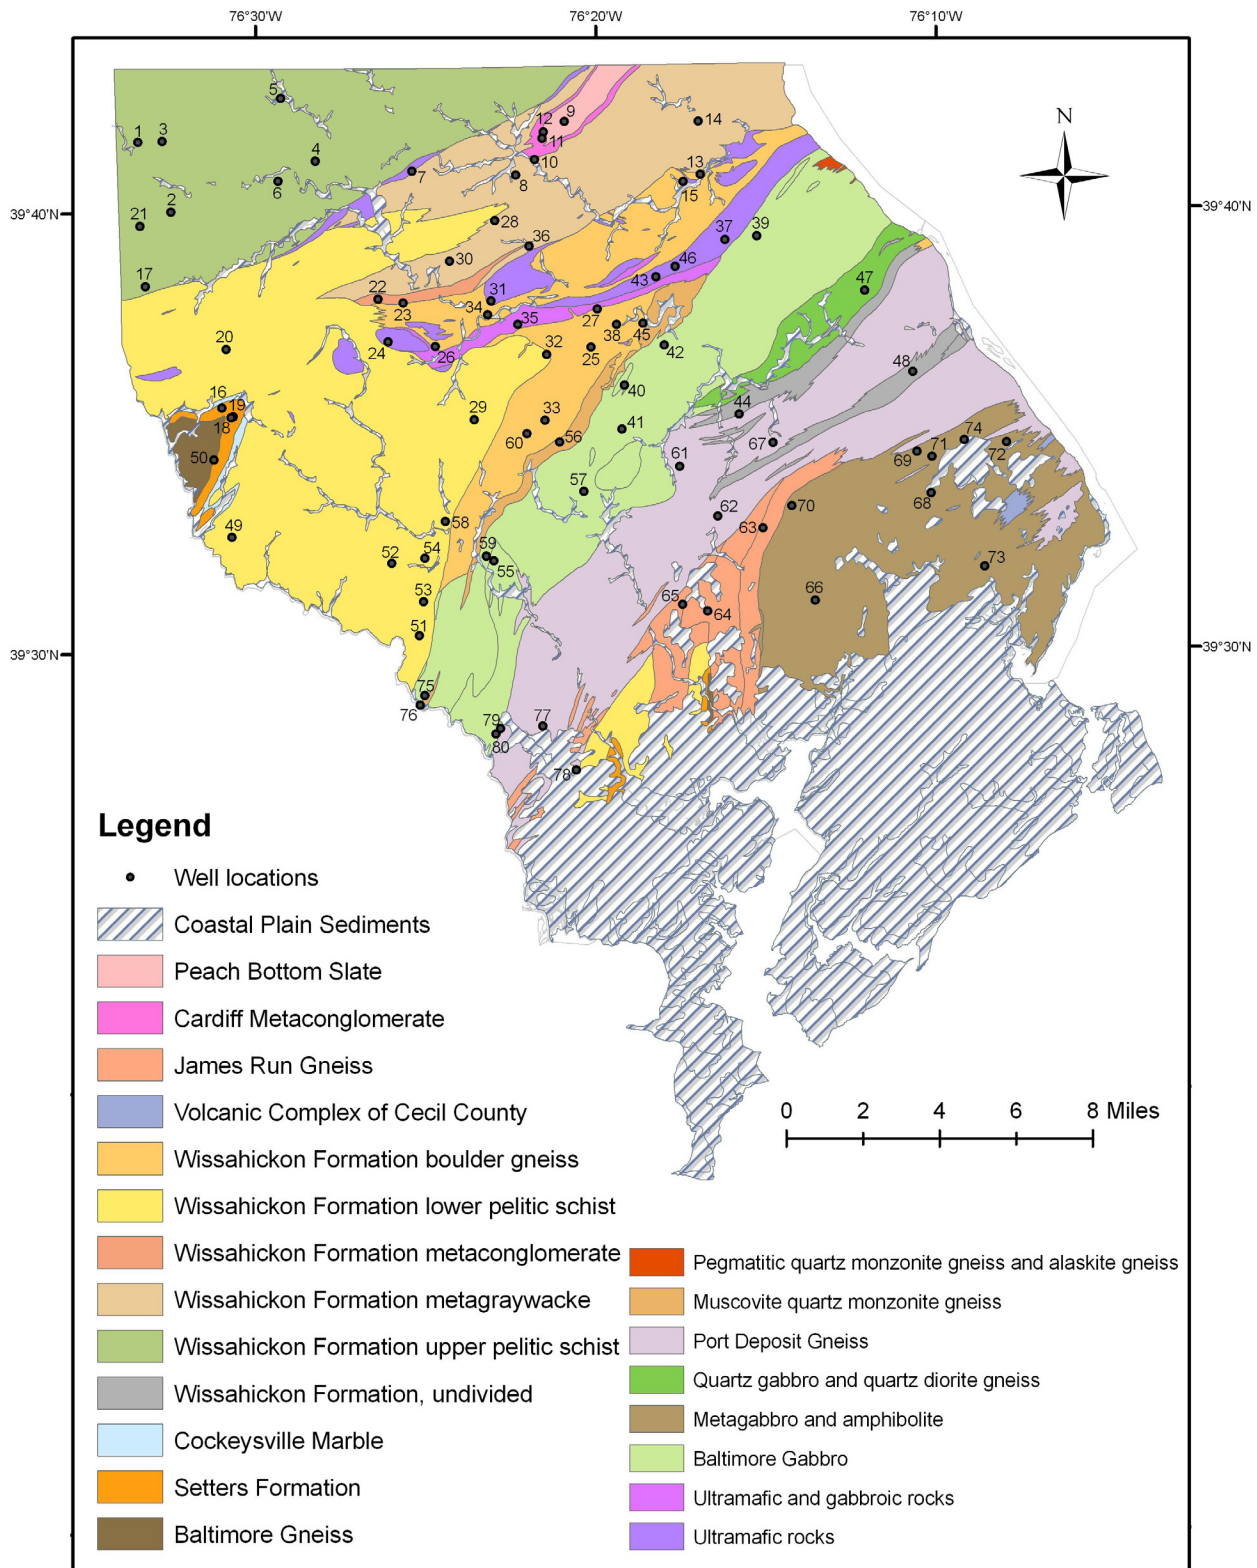 76°30'W 76°20'W 76°10'W
N
5
12 9
11
14
1 3
4
10
13
7
8
6
15
2
39°40'N 39°40'N
21
28
37 39
36
30
46
17
43
47
22
31
23
34
35
27
38 45
24
26
32
25
42
20
48
40
16
19
18
29
33
44
41
60
56
74
67
71
72
50
61
69
57
68
62
70
58
63
49
59
54
52
55
73
53
65
64
66
51
39°30'N 39°30'N
75
76
79
77
80
78
Legend
Well locations
Coastal Plain Sediments
Peach Bottom Slate
Cardiff Metaconglomerate
James Run Gneiss
Volcanic Complex of Cecil County
Wissahickon Formation boulder gneiss
Wissahickon Formation lower pelitic schist
Wissahickon Formation metaconglomerate
Wissahickon Formation metagraywacke
Wissahickon Formation upper pelitic schist
Wissahickon Formation, undivided
Cockeysville Marble
Setters Formation
Baltimore Gneiss
0 2 4 6 8 Miles
Pegmatitic quartz monzonite gneiss and alaskite gneiss
Muscovite quartz monzonite gneiss
Port Deposit Gneiss
Quartz gabbro and quartz diorite gneiss
Metagabbro and amphibolite
Baltimore Gabbro
Ultramafic and gabbroic rocks
Ultramafic rocks